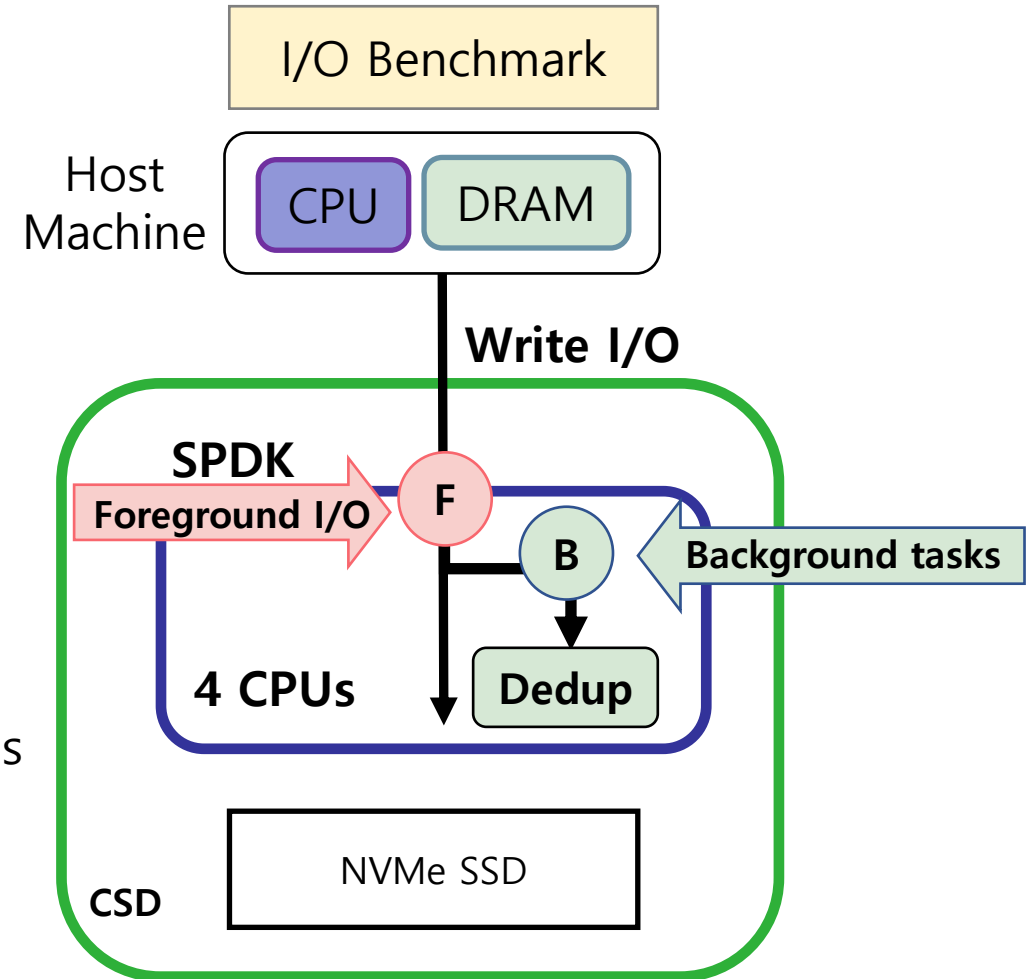 I/O Benchmark
Host
Machine
CPU
DRAM
Write I/O
SPDK
Foreground I/O
F
B
Background tasks
4 CPUs
Dedup
s
NVMe SSD
CSD